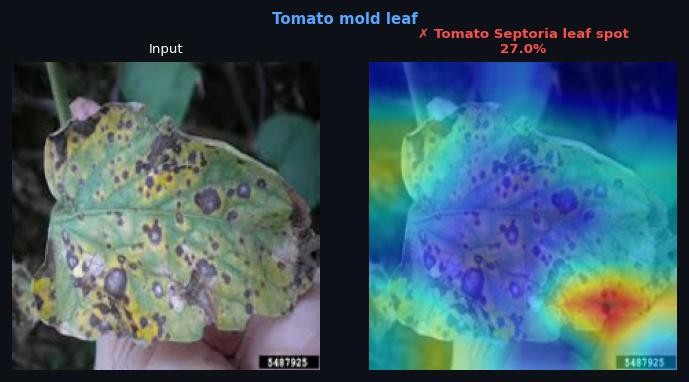 Tomato mold leaf
Input
✗ Tomato Septoria leaf spot
27.0%
5487925
5487925